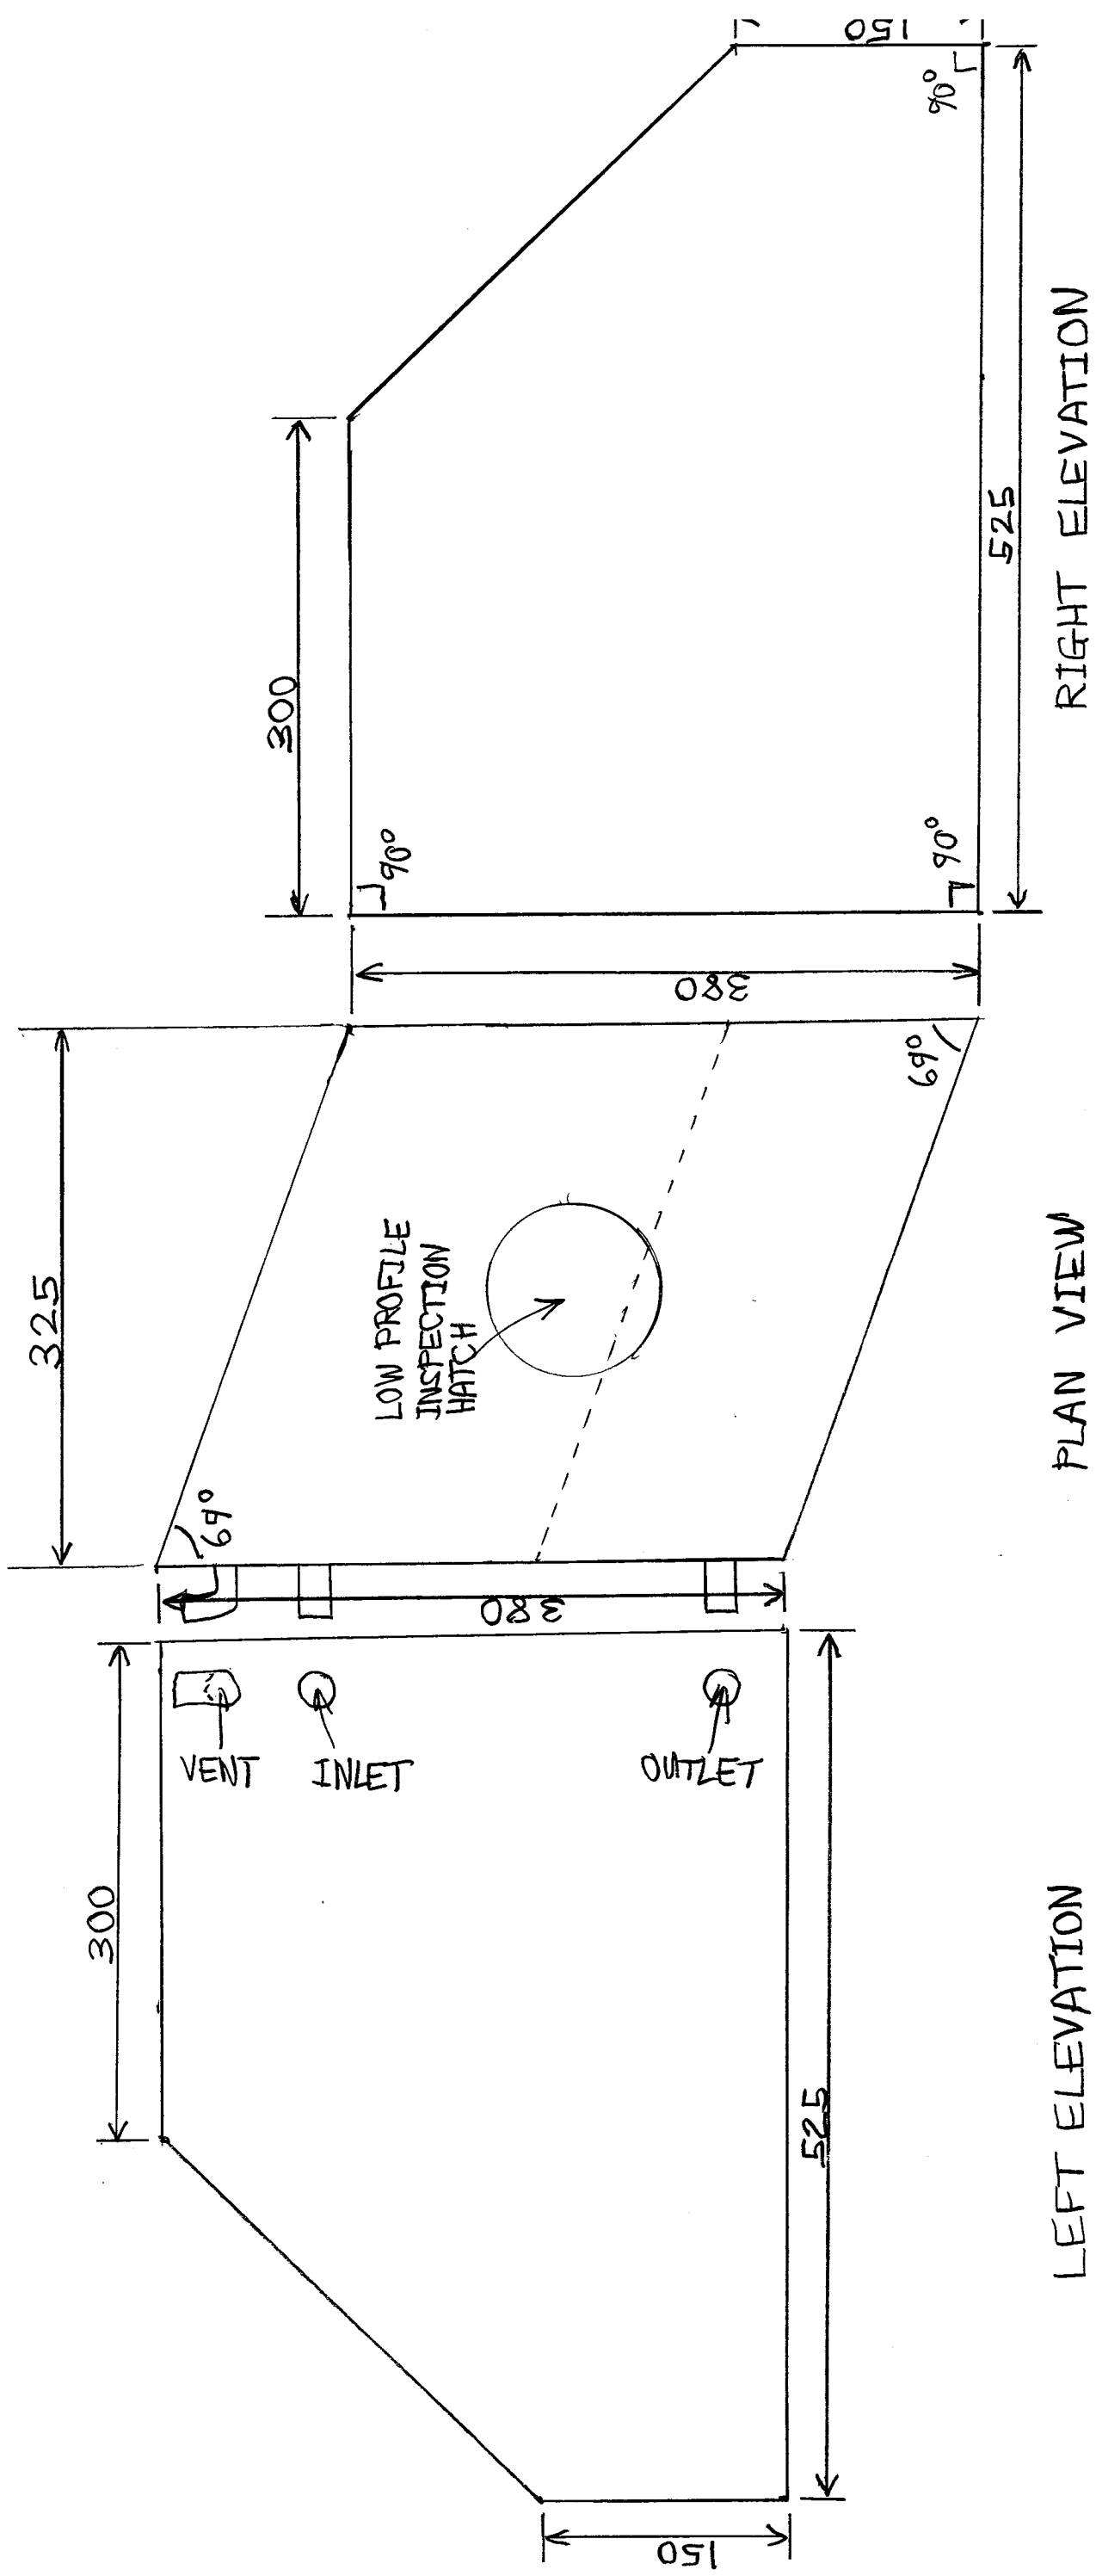 300
VENT
INLET
OUTLET
150
525
LEFT ELEVATION
325
69°
380
LOW PROFILE
INSPECTION
HATCH
69°
PLAN VIEW
380
300
90°
90°
90°
150
525
RIGHT ELEVATION